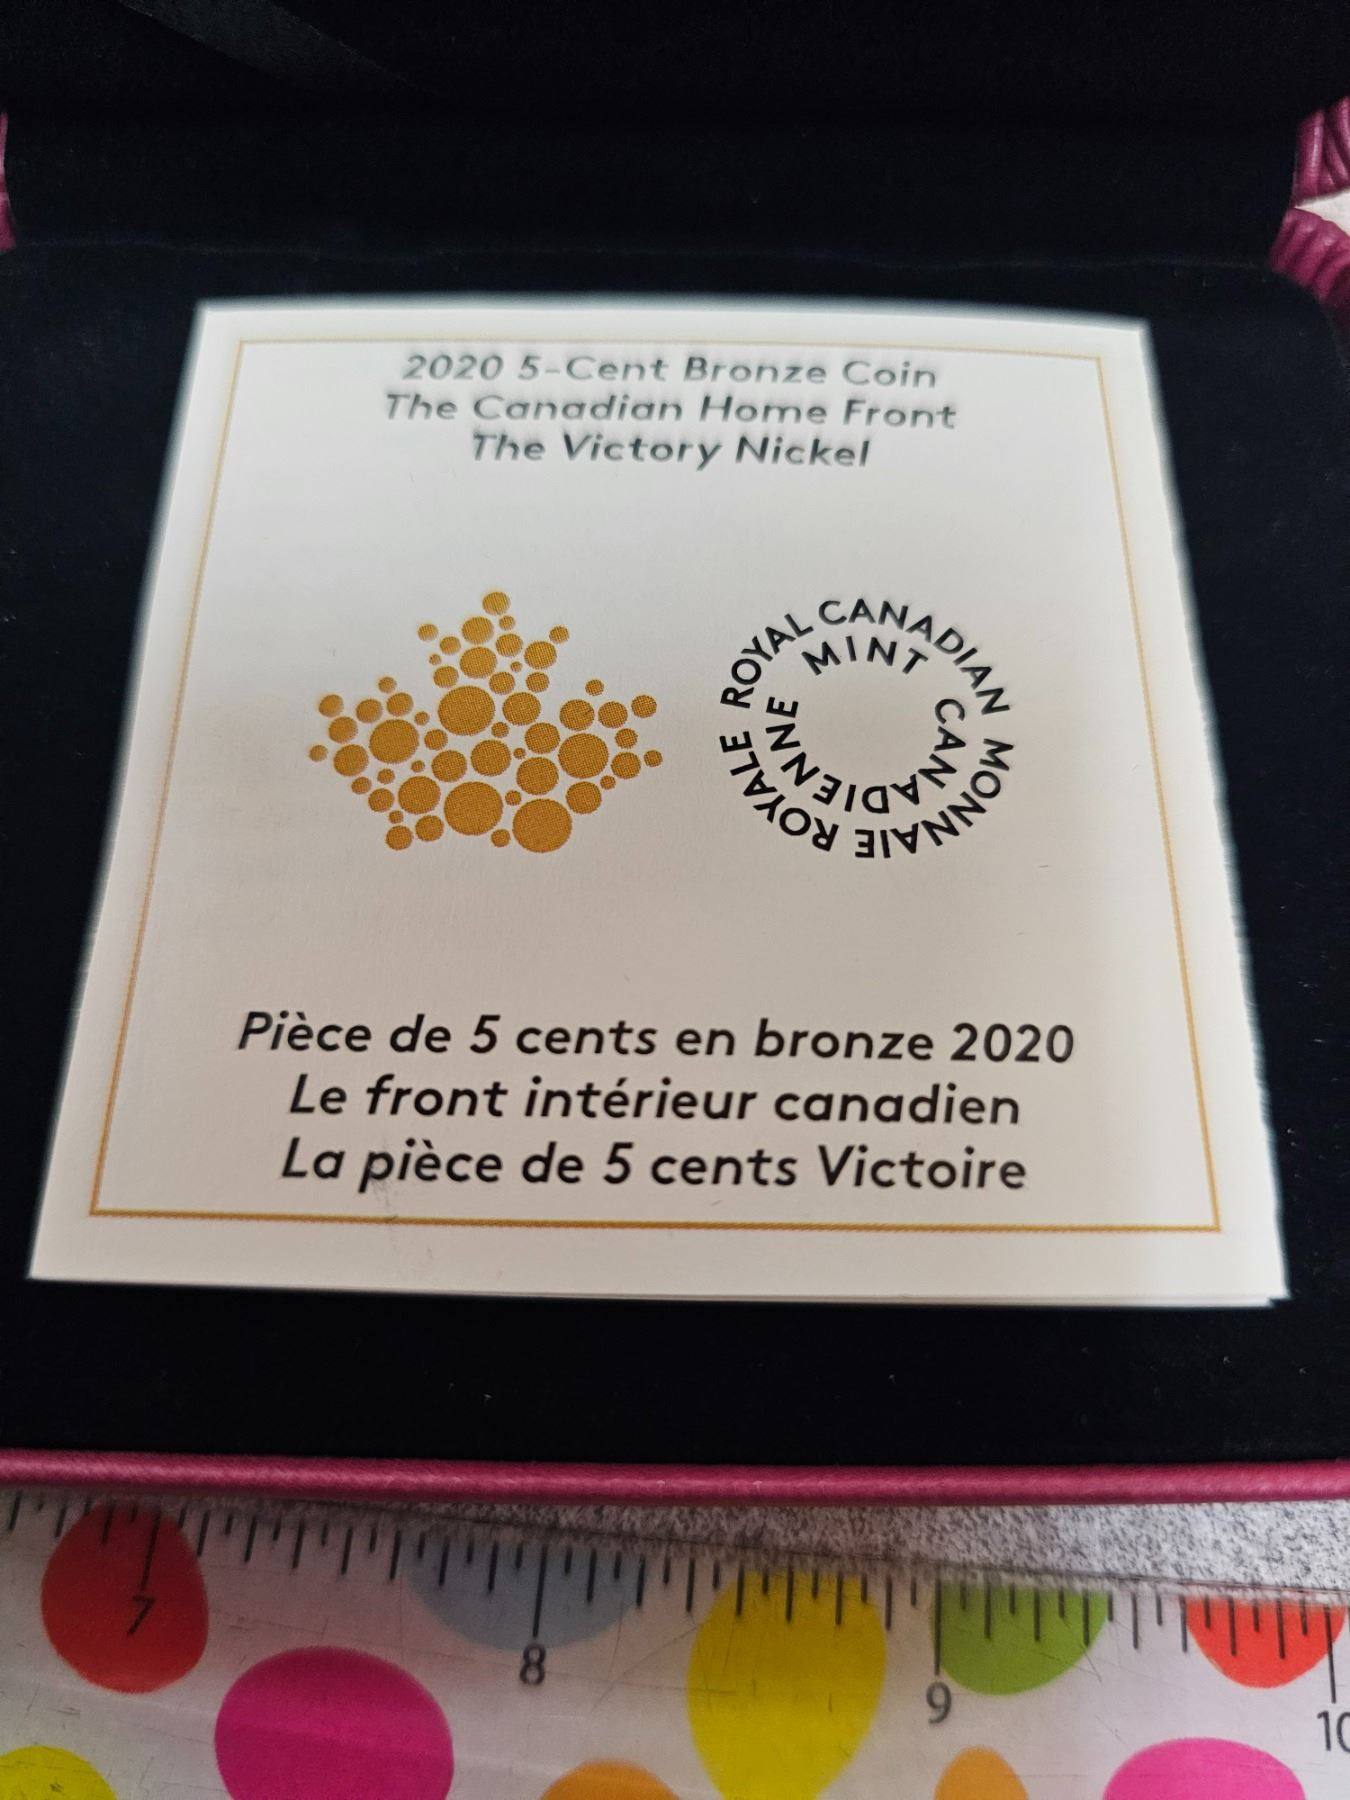 2020 5-Cent Bronze Coin
The Canadian Home Front
The Victory Nickel
ROYAL CANADIAN
MINT
MONNAIE ROYALE
CANADIENNE
Pièce de 5 cents en bronze 2020
Le front intérieur canadien
La pièce de 5 cents Victoire
7
8
9
10